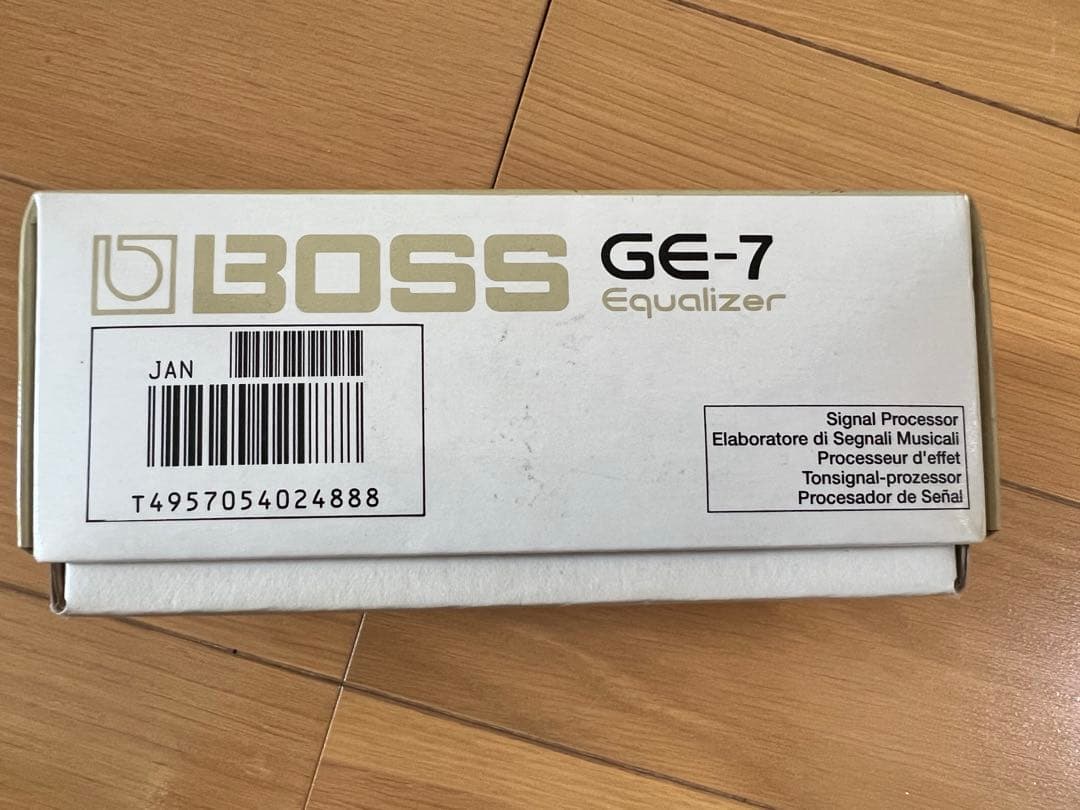 BOSS GE-7
Equalizer
JAN
T4957054024888
Signal Processor
Elaboratore di Segnali Musicali
Processeur d'effet
Tonsignal-prozessor
Procesador de Señal